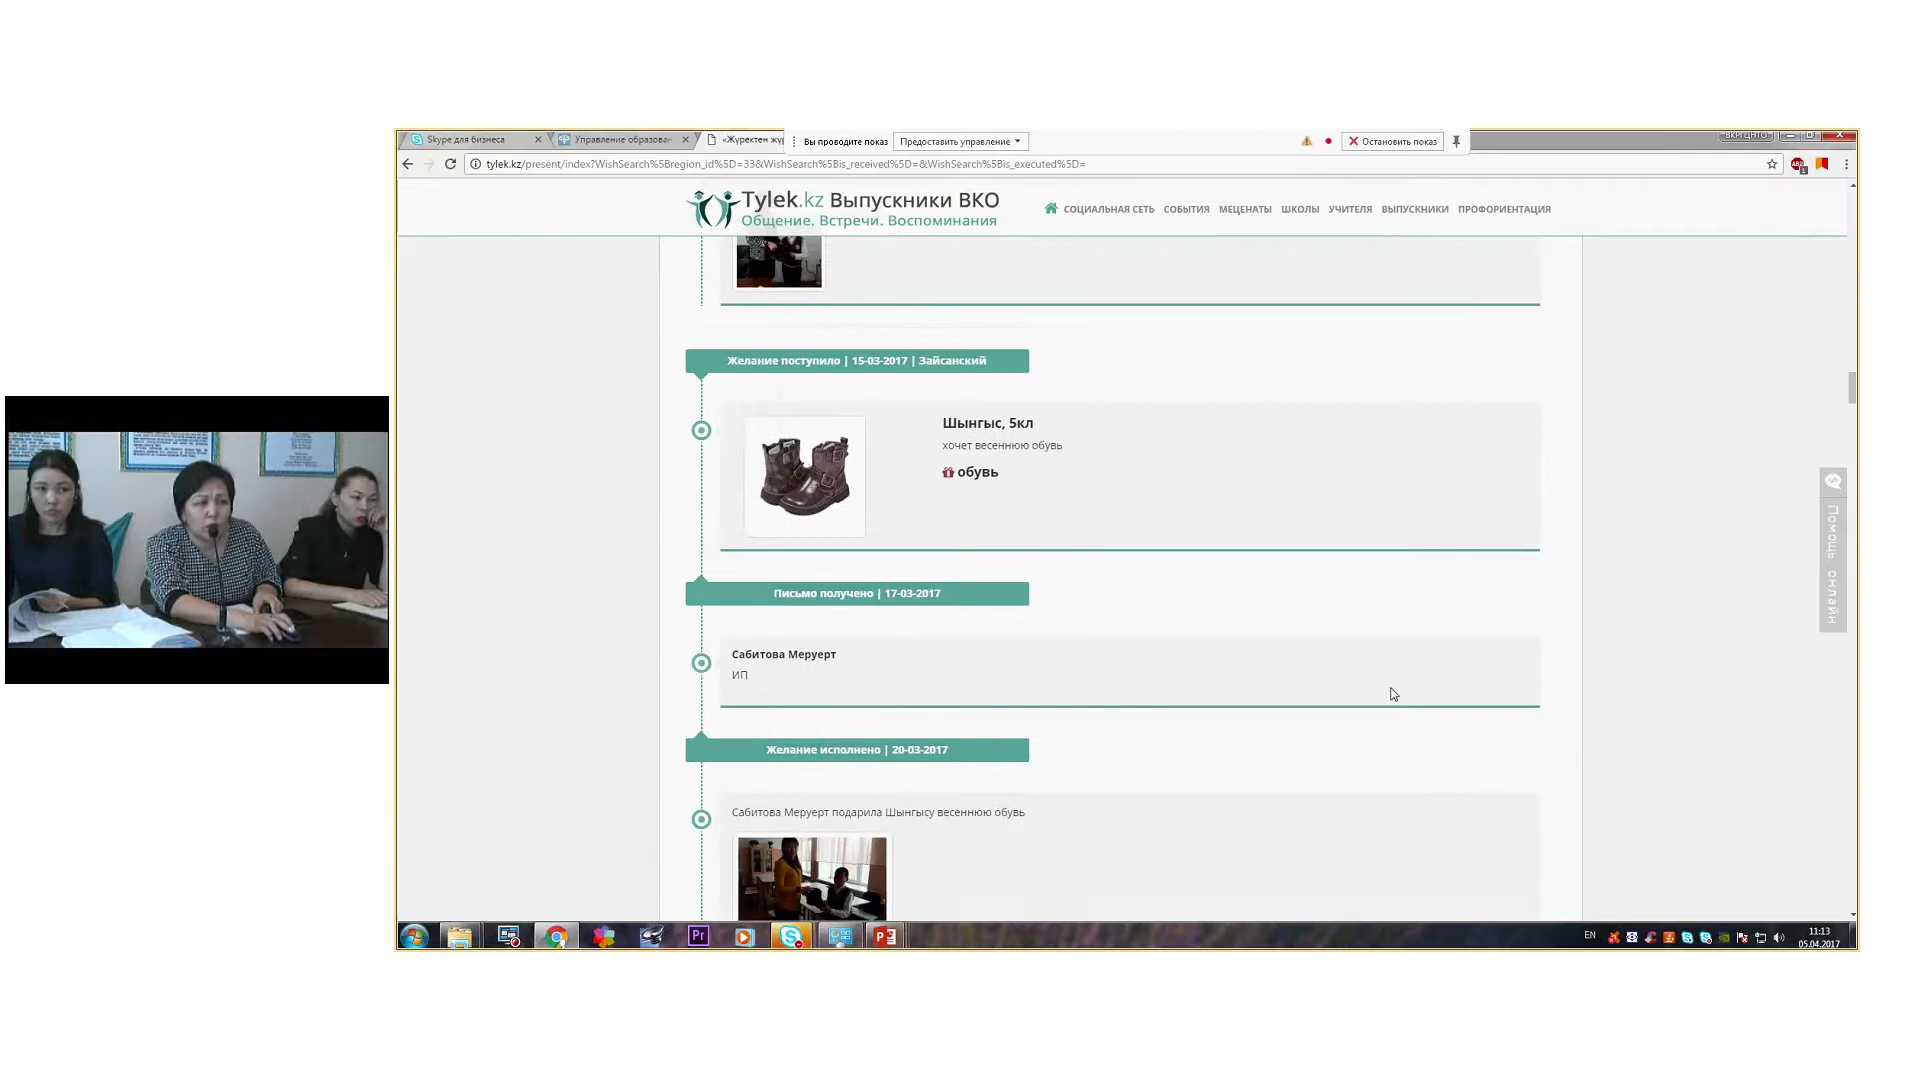 Skype для бизнеса
Управление образован
«Жүректен жүр
Вы проводите показ
Предоставить управление
Остановить показ
ВКРГЦНТО
tylek.kz/present/index?WishSearch%5Bregion_id%5D=33&WishSearch%5Bis_received%5D=&WishSearch%5Bis_executed%5D=
Tylek.kz Выпускники ВКО
Общение. Встречи. Воспоминания
СОЦИАЛЬНАЯ СЕТЬ СОБЫТИЯ МЕЦЕНАТЫ ШКОЛЫ УЧИТЕЛЯ ВЫПУСКНИКИ ПРОФОРИЕНТАЦИЯ
Желание поступило | 15-03-2017 | Зайсанский
Шынгыс, 5кл
хочет весеннюю обувь
обувь
Помощь онлайн
Письмо получено | 17-03-2017
Сабитова Меруерт
ИП
Желание исполнено | 20-03-2017
Сабитова Меруерт подарила Шынгысу весеннюю обувь
Pr
EN
11:13
05.04.2017